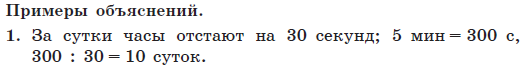 Примеры объяснений.
1. За сутки часы отстают на 30 секунд; 5 мин = 300 с,
300 : 30 = 10 суток.